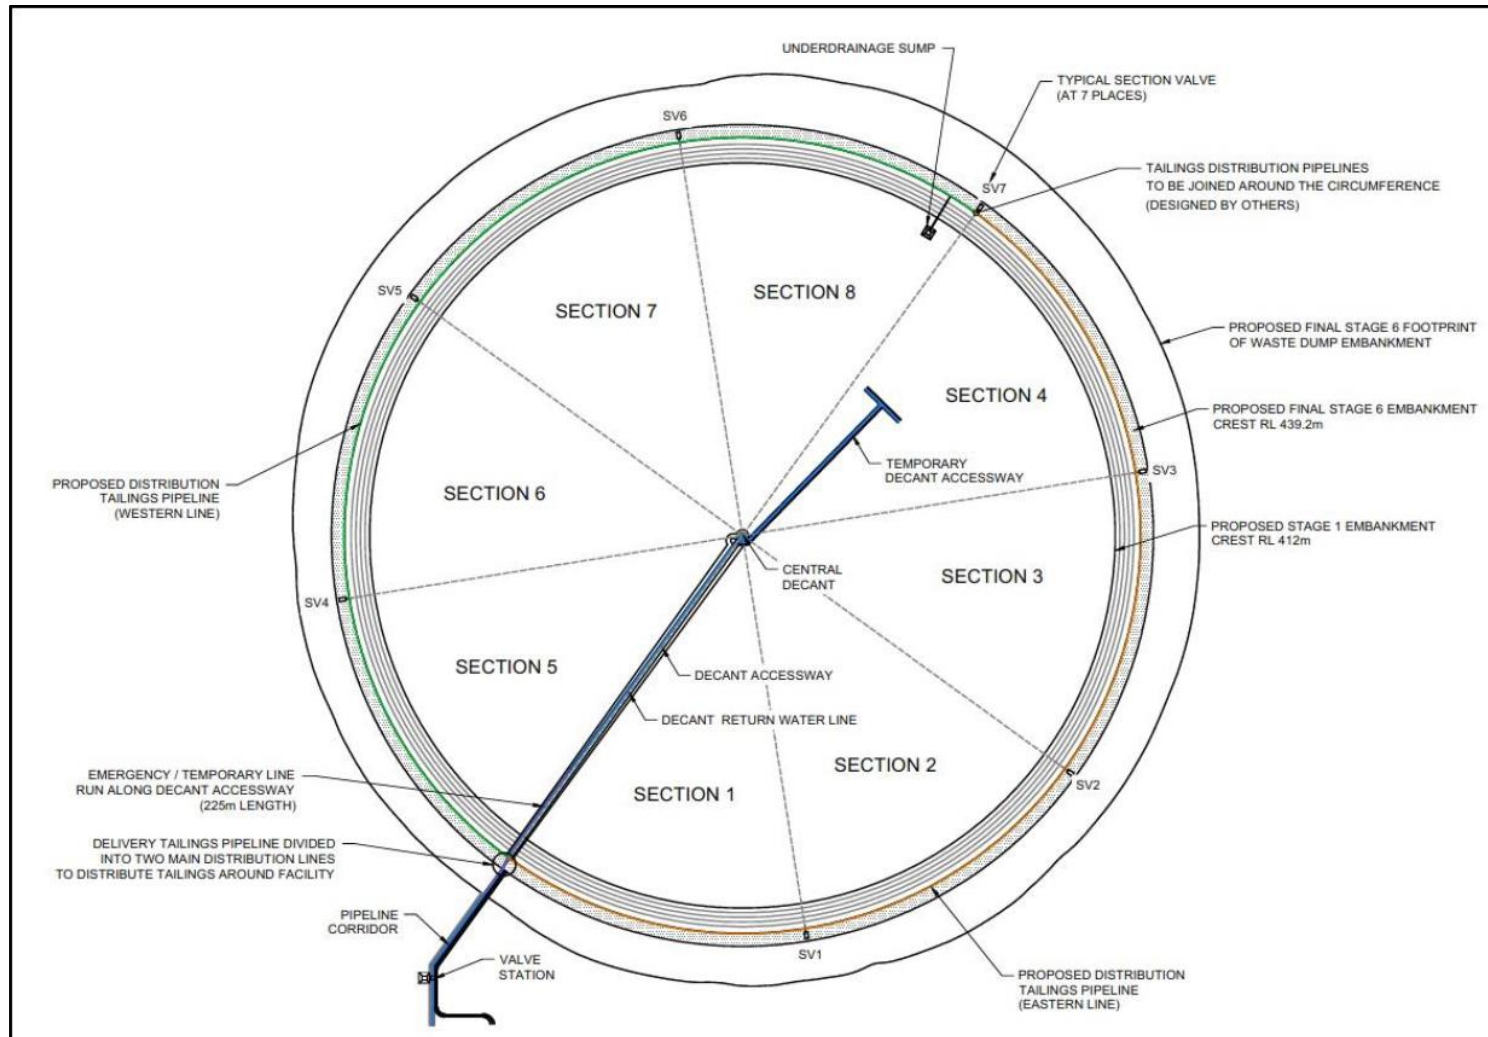 UNDERDRAINAGE SUMP
TYPICAL SECTION VALVE
(AT 7 PLACES)
SV6
SV7
TAILINGS DISTRIBUTION PIPELINES
TO BE JOINED AROUND THE CIRCUMFERENCE
(DESIGNED BY OTHERS)
SV5
SECTION 7
SECTION 8
PROPOSED FINAL STAGE 6 FOOTPRINT
OF WASTE DUMP EMBANKMENT
SECTION 4
PROPOSED FINAL STAGE 6 EMBANKMENT
CREST RL 439.2m
TEMPORARY
DECANT ACCESSWAY
SV3
PROPOSED DISTRIBUTION
TAILINGS PIPELINE
(WESTERN LINE)
SECTION 6
PROPOSED STAGE 1 EMBANKMENT
CREST RL 412m
CENTRAL
DECANT
SECTION 3
SV4
SECTION 5
DECANT ACCESSWAY
DECANT RETURN WATER LINE
SECTION 2
SV2
EMERGENCY / TEMPORARY LINE
RUN ALONG DECANT ACCESSWAY
(225m LENGTH)
SECTION 1
DELIVERY TAILINGS PIPELINE DIVIDED
INTO TWO MAIN DISTRIBUTION LINES
TO DISTRIBUTE TAILINGS AROUND FACILITY
PIPELINE
CORRIDOR
SV1
VALVE
STATION
PROPOSED DISTRIBUTION
TAILINGS PIPELINE
(EASTERN LINE)